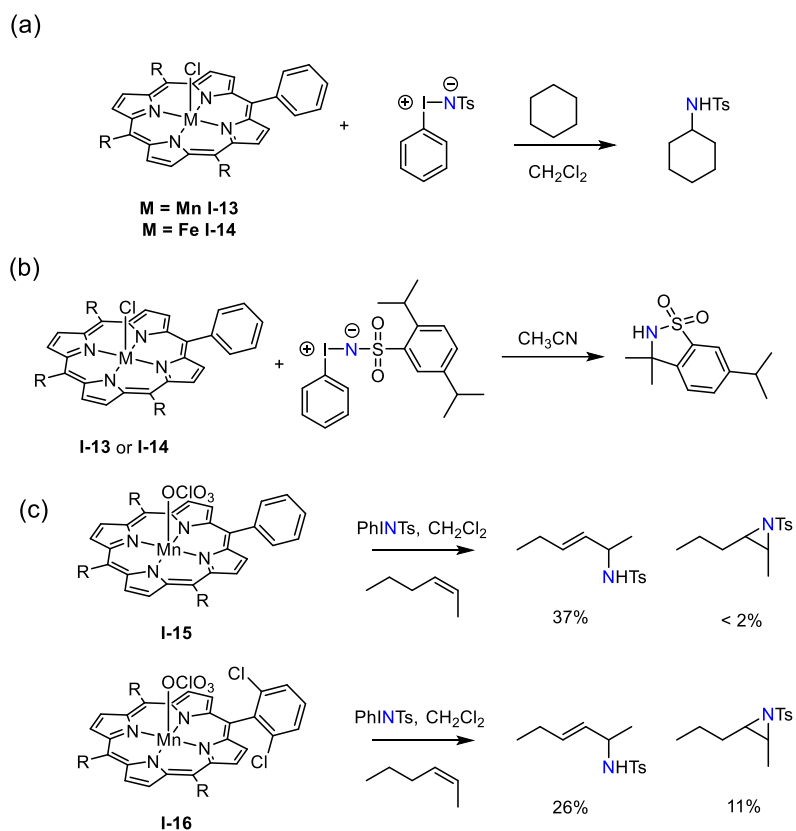 (a)
R
Cl
N
N
M
N
N
R
R
M = Mn I-13
M = Fe I-14
+
⊕ I NTs ⊖
CH₂Cl₂
NHTs
(b)
R
Cl
N
N
M
N
N
R
R
I-13 or I-14
+
⊕ I N ⊖ S O O
CH₃CN
HN S O O
(c)
R
OClO₃
N
N
Mn
N
N
R
R
I-15
PhINTs, CH₂Cl₂
NHTs
37%
NTs
< 2%
R
OClO₃
Cl
N
N
Mn
N
N
Cl
R
R
I-16
PhINTs, CH₂Cl₂
NHTs
26%
NTs
11%